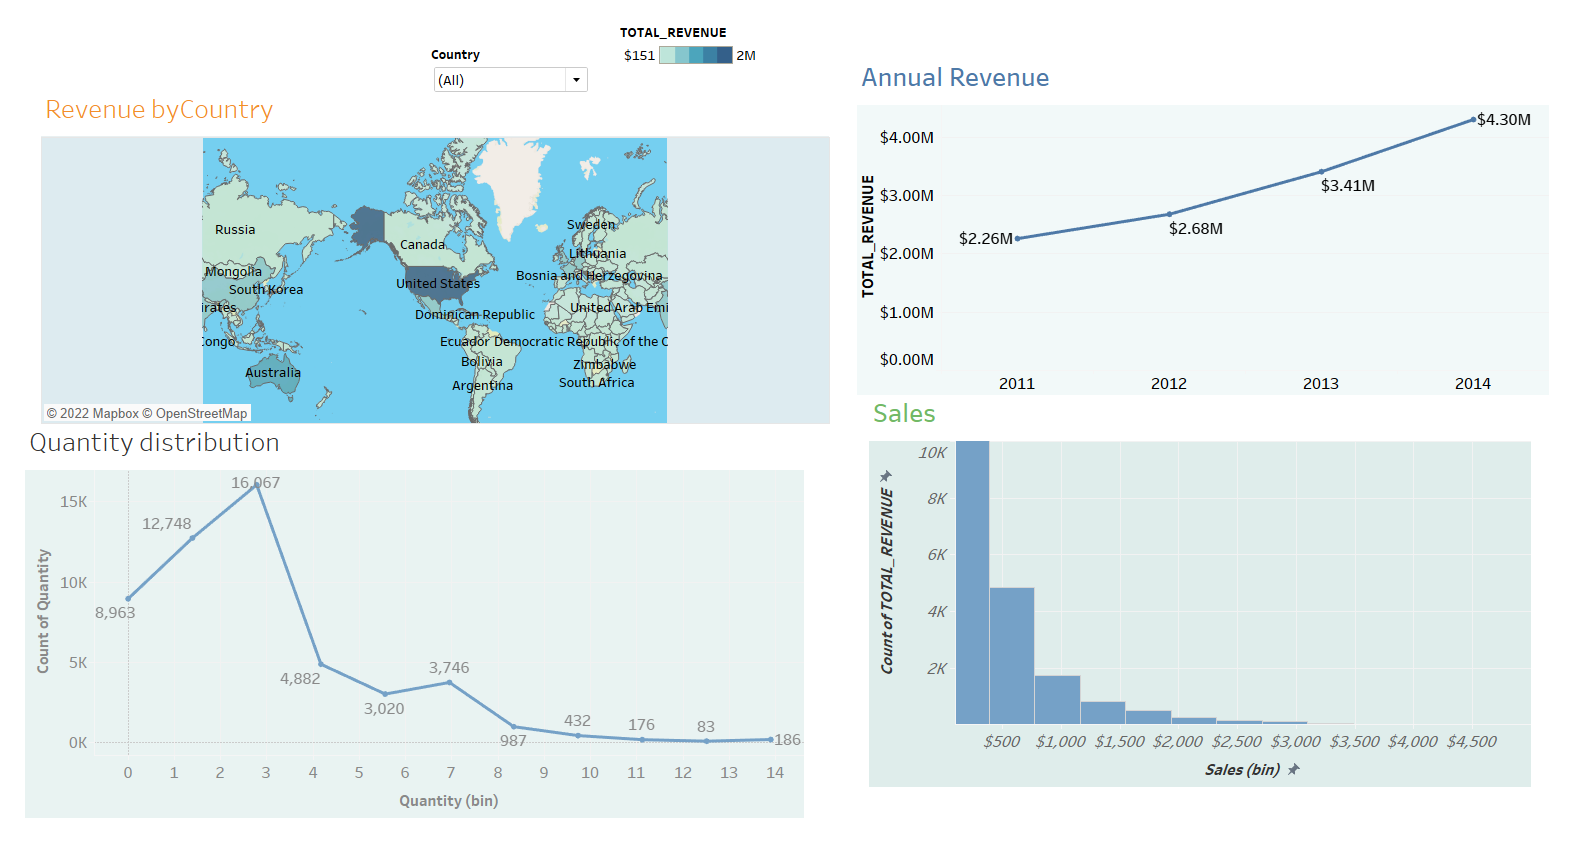 TOTAL_REVENUE
$151 2M
Country
(All)
Revenue byCountry
Russia
Canada
Sweden
Lithuania
Mongolia
Bosnia and Herzegovina
United States
South Korea
irates
United Arab Emi
Dominican Republic
Congo
Ecuador Democratic Republic of the C
Bolivia
Zimbabwe
Australia
Argentina
South Africa
© 2022 Mapbox © OpenStreetMap
Annual Revenue
TOTAL_REVENUE
$4.00M
$3.00M
$2.00M
$1.00M
$0.00M
$2.26M
$2.68M
$3.41M
$4.30M
2011 2012 2013 2014
Quantity distribution
Count of Quantity
15K
10K
5K
0K
8,963
12,748
16,067
4,882
3,020
3,746
987
432
176
83
186
0 1 2 3 4 5 6 7 8 9 10 11 12 13 14
Quantity (bin)
Sales
Count of TOTAL_REVENUE
10K
8K
6K
4K
2K
$500 $1,000 $1,500 $2,000 $2,500 $3,000 $3,500 $4,000 $4,500
Sales (bin)